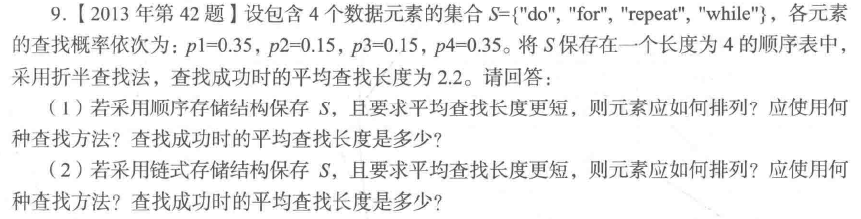 9.【2013年第42题】设包含4个数据元素的集合 S={"do", "for", "repeat", "while"}，各元素
的查找概率依次为：p1=0.35，p2=0.15，p3=0.15，p4=0.35。将 S 保存在一个长度为 4 的顺序表中，
采用折半查找法，查找成功时的平均查找长度为 2.2。请回答：
（1）若采用顺序存储结构保存 S，且要求平均查找长度更短，则元素应如何排列？应使用何
种查找方法？查找成功时的平均查找长度是多少？
（2）若采用链式存储结构保存 S，且要求平均查找长度更短，则元素应如何排列？应使用何
种查找方法？查找成功时的平均查找长度是多少？